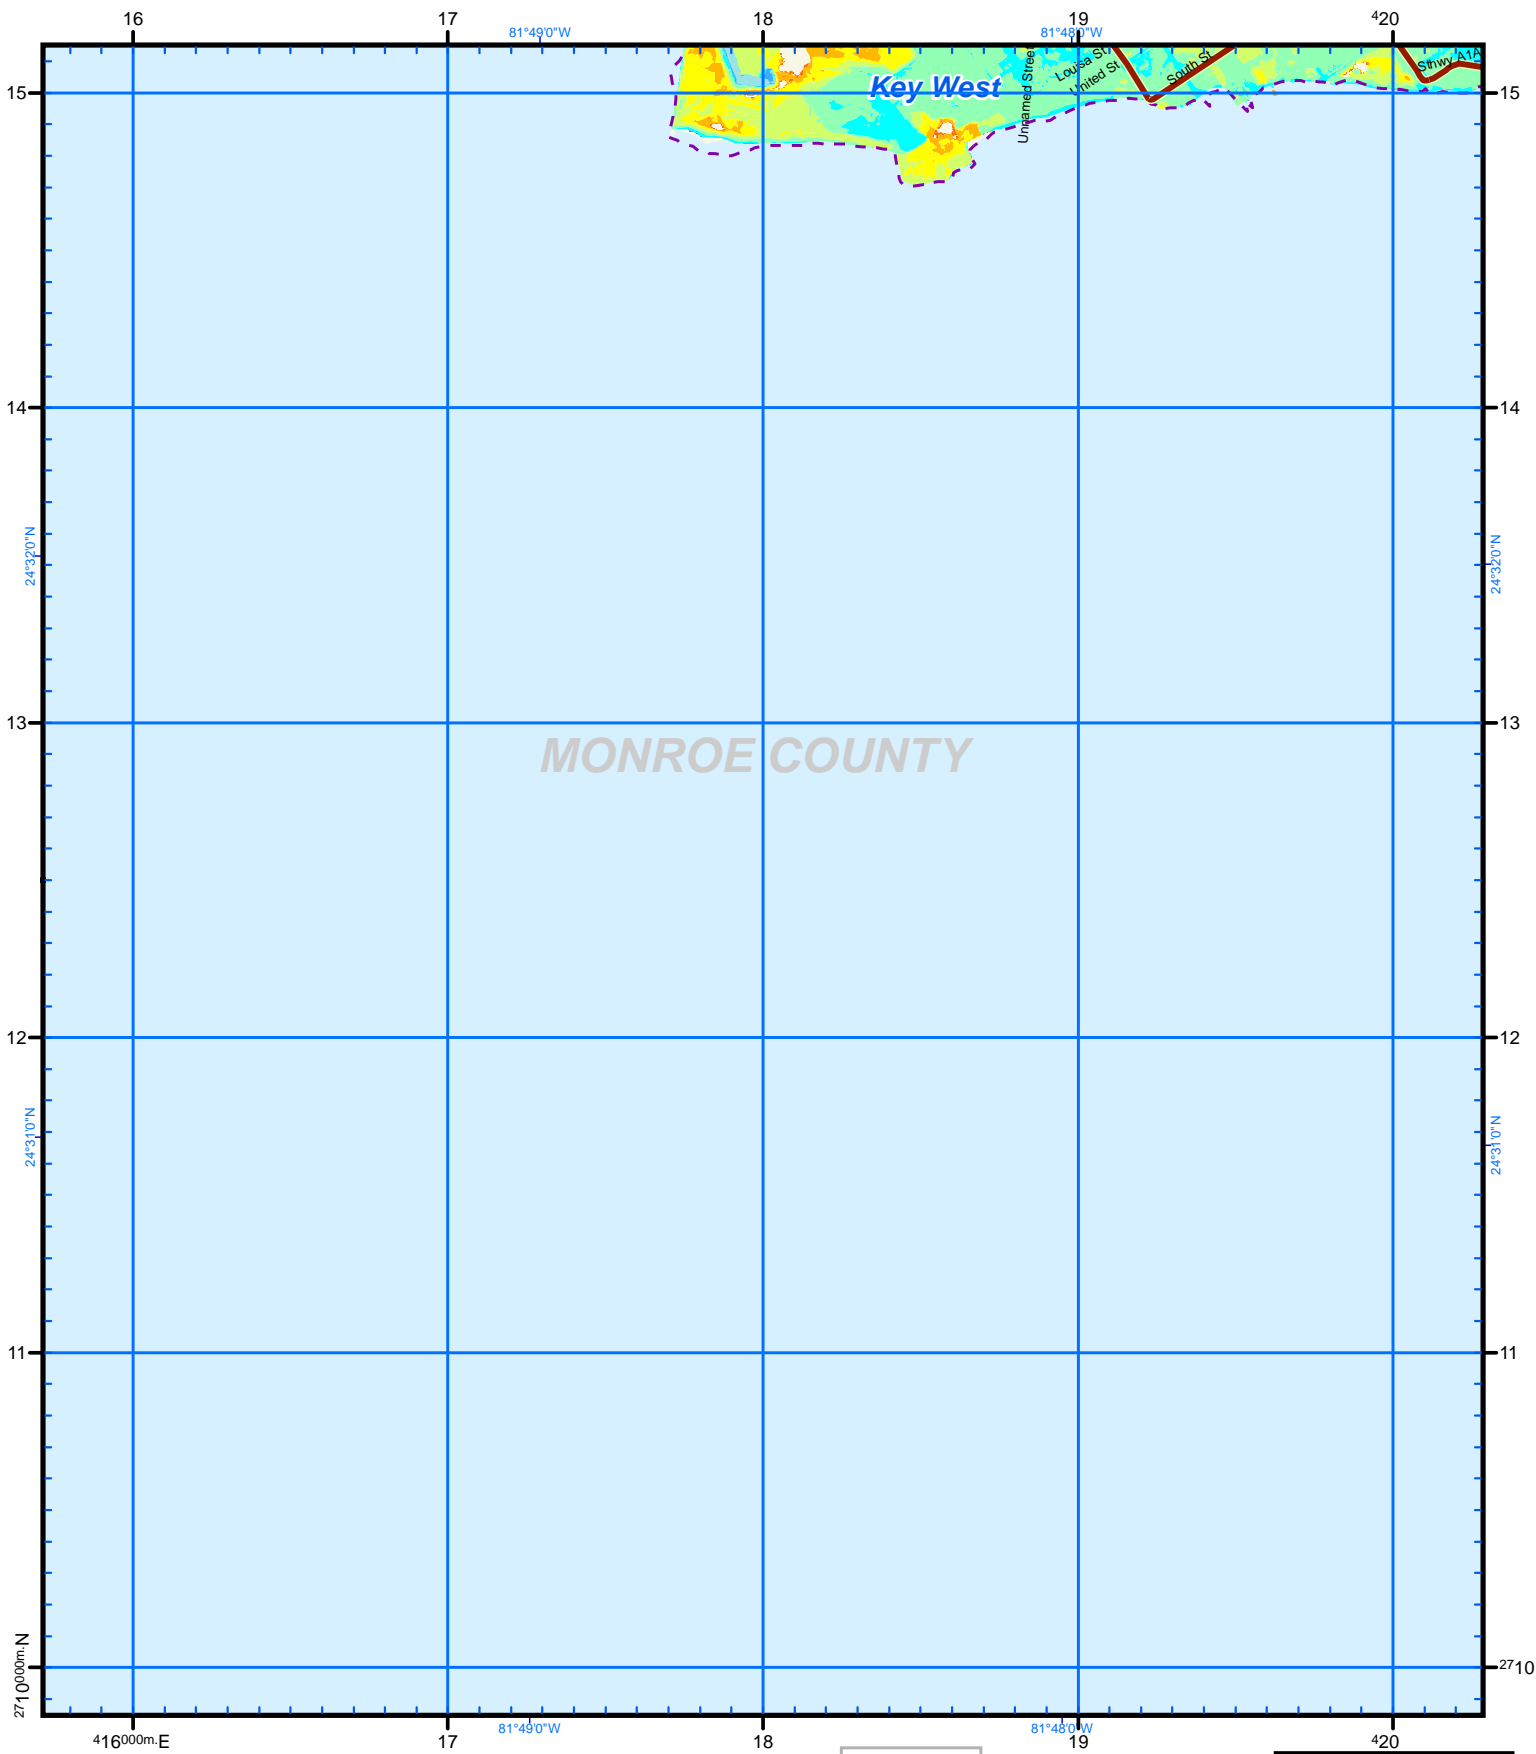 16 17 18 19 420
81°49'0"W 81°48'0"W
Louisa St
United St
South St
Sthwy A1A
Unnamed Street
Key West
15 15
14 14
24°32'0"N 24°32'0"N
13 13
MONROE COUNTY
12 12
24°31'0"N 24°31'0"N
11 11
2710000m.N 2710
81°49'0"W 81°48'0"W
416000m.E 17 18 19 420